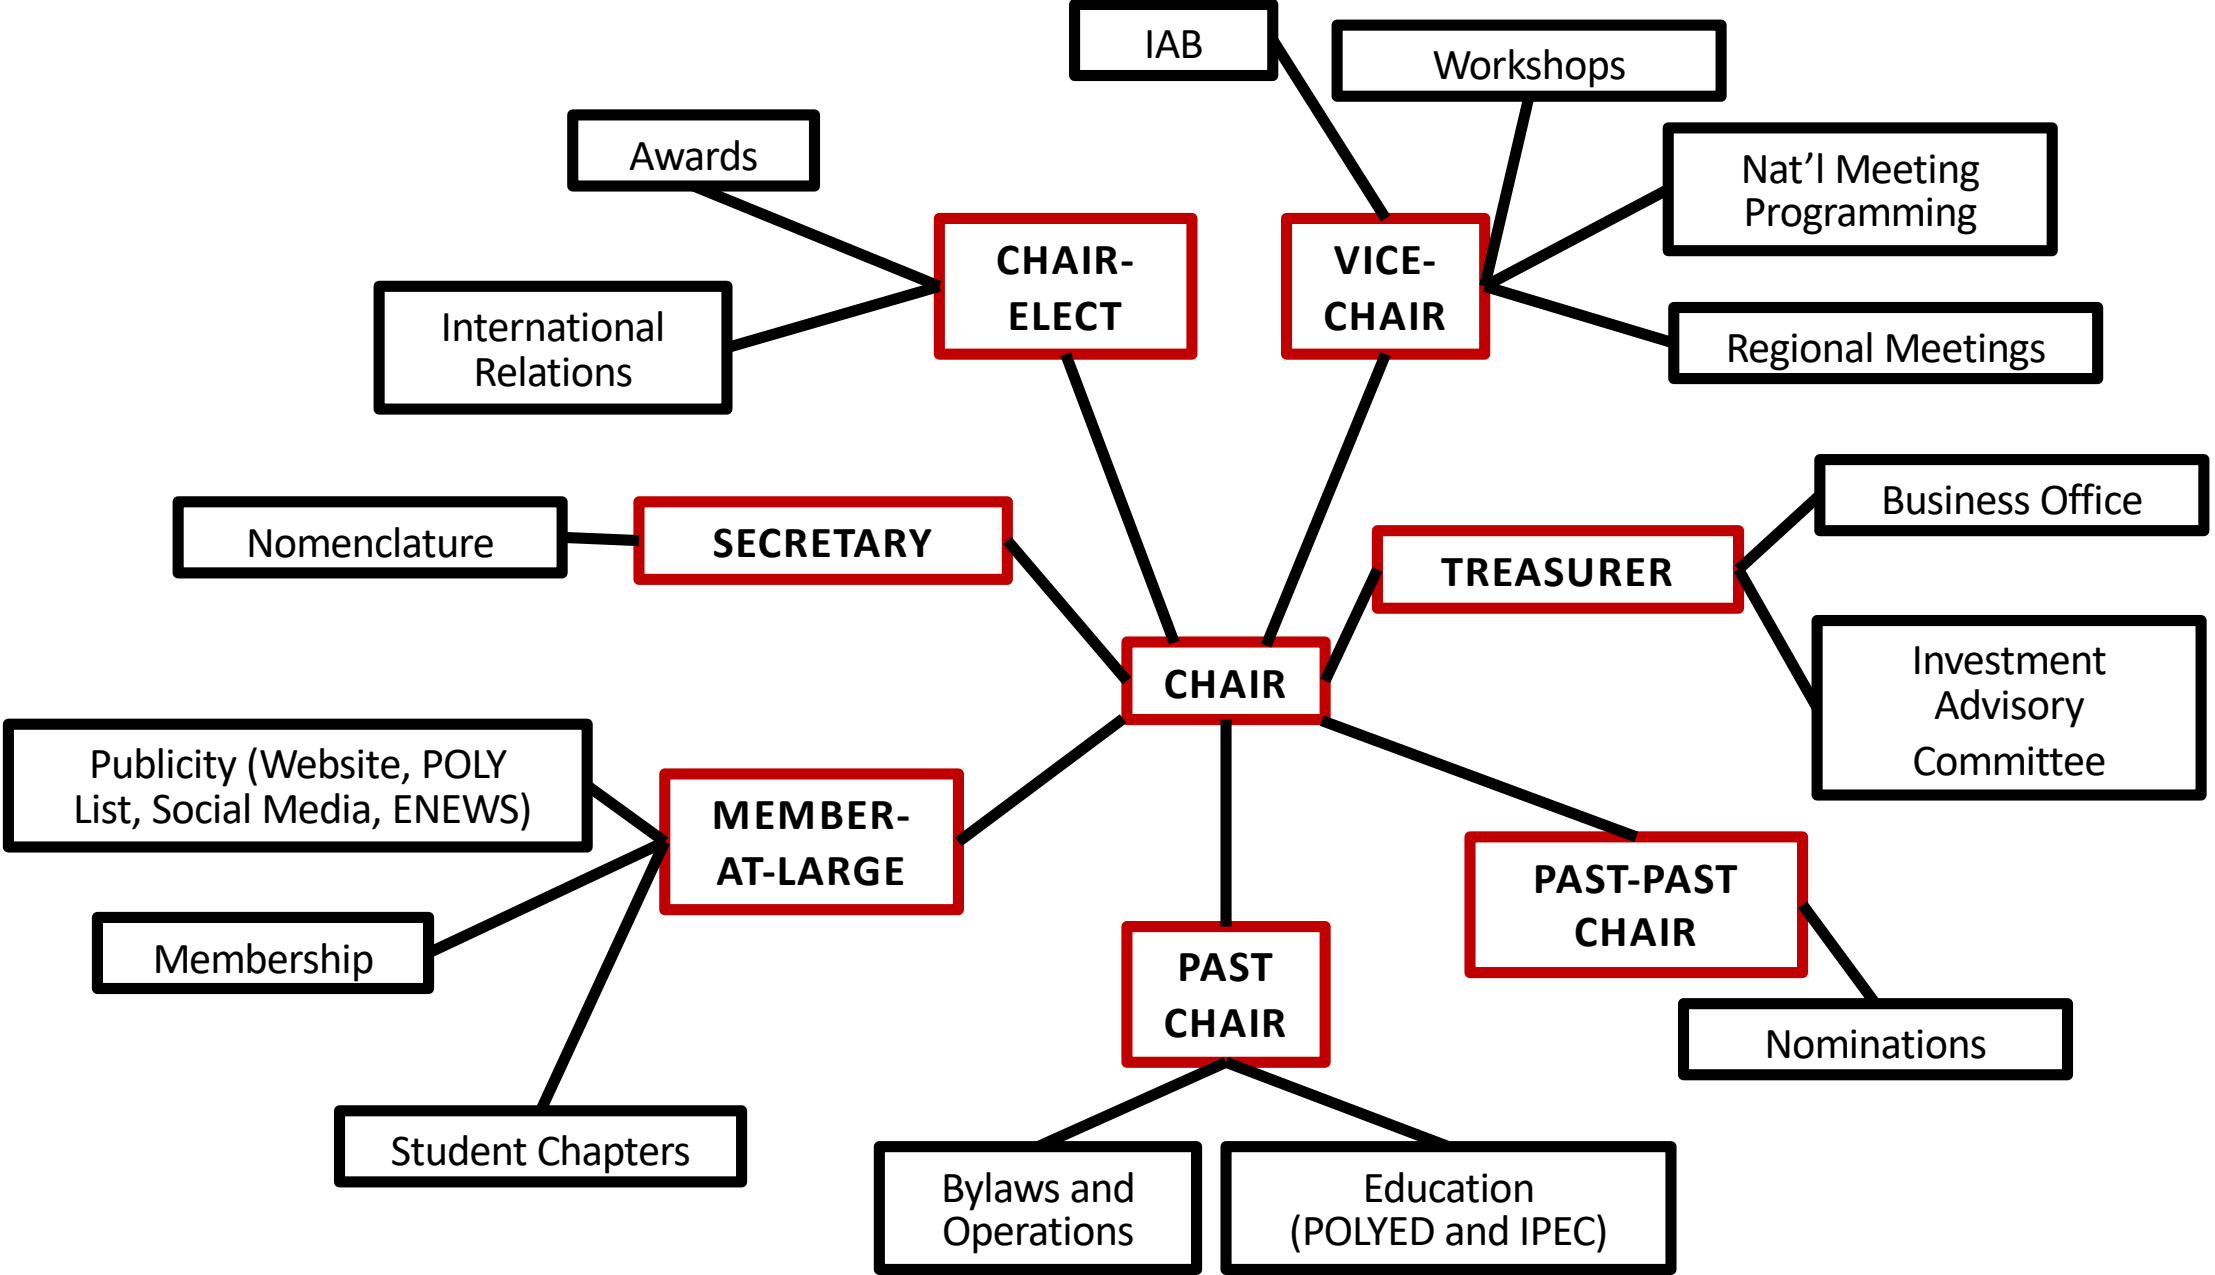 IAB
Workshops
Awards
Nat’l Meeting
Programming
CHAIR-
ELECT
VICE-
CHAIR
International
Relations
Regional Meetings
Business Office
Nomenclature
SECRETARY
TREASURER
Investment
Advisory
Committee
CHAIR
Publicity (Website, POLY
List, Social Media, ENEWS)
MEMBER-
AT-LARGE
PAST-PAST
CHAIR
Membership
PAST
CHAIR
Nominations
Student Chapters
Bylaws and
Operations
Education
(POLYED and IPEC)